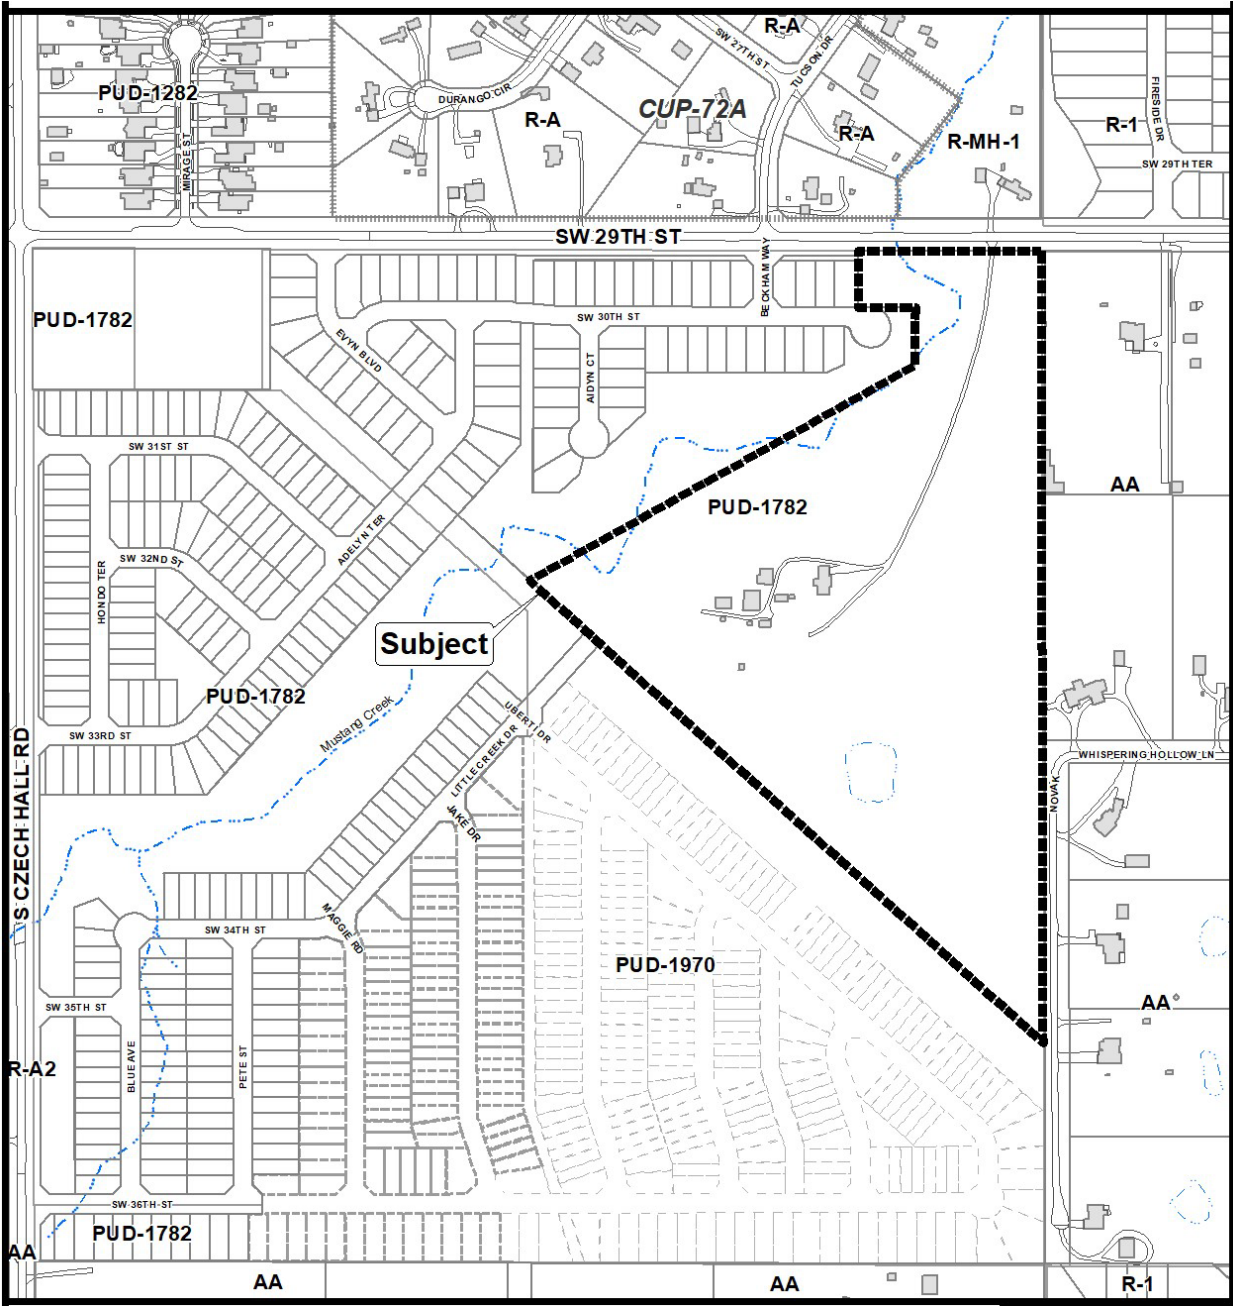 R-A
SW 27TH ST
TUCSON DR
PUD-1282
DURANGO CIR
CUP-72A
R-A
R-A
R-MH-1
R-1
FIRESIDE DR
MIRAGE ST
SW 29TH TER
SW 29TH ST
BECKHAM WAY
PUD-1782
SW 30TH ST
EVYN BLVD
AIDYN CT
SW 31ST ST
AA
PUD-1782
ADELYN TER
SW 32ND ST
HONDO TER
Subject
PUD-1782
Mustang Creek
UBERTI DR
SW 33RD ST
LITTLE CREEK DR
WHISPERING HOLLOW LN
NOVAK
S CZECH HALL RD
JAKE DR
MAGGIE RD
SW 34TH ST
PUD-1970
AA
SW 35TH ST
R-A2
BLUE AVE
PETE ST
SW 36TH ST
PUD-1782
AA
AA
AA
R-1